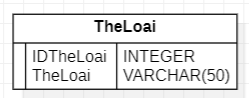 TheLoai
IDTheLoai INTEGER
TheLoai VARCHAR(50)